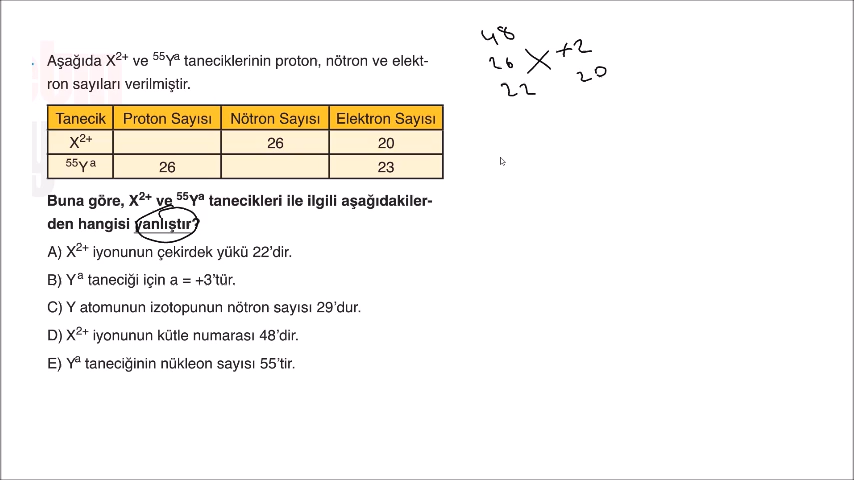 Aşağıda X2+ ve 55Ya taneciklerinin proton, nötron ve elekt-
ron sayıları verilmiştir.
Tanecik Proton Sayısı Nötron Sayısı Elektron Sayısı
X2+ 26 20
55Ya 26 23
Buna göre, X2+ ve 55Ya tanecikleri ile ilgili aşağıdakiler-
den hangisi yanlıştır?
A) X2+ iyonunun çekirdek yükü 22'dir.
B) Ya taneciği için a = +3'tür.
C) Y atomunun izotopunun nötron sayısı 29'dur.
D) X2+ iyonunun kütle numarası 48'dir.
E) Ya taneciğinin nükleon sayısı 55'tir.
48
26 X +2
22 20